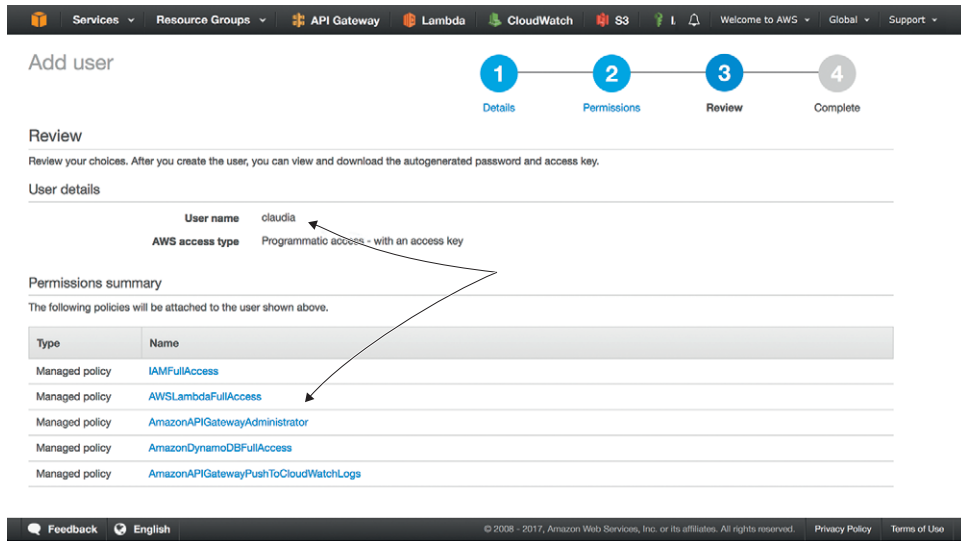 Services Resource Groups API Gateway Lambda CloudWatch S3 I. Welcome to AWS Global Support
Add user
1 2 3 4
Details Permissions Review Complete
Review
Review your choices. After you create the user, you can view and download the autogenerated password and access key.
User details
User name claudia
AWS access type Programmatic access - with an access key
Permissions summary
The following policies will be attached to the user shown above.
Type Name
Managed policy IAMFullAccess
Managed policy AWSLambdaFullAccess
Managed policy AmazonAPIGatewayAdministrator
Managed policy AmazonDynamoDBFullAccess
Managed policy AmazonAPIGatewayPushToCloudWatchLogs
Feedback English © 2008 - 2017, Amazon Web Services, Inc. or its affiliates. All rights reserved. Privacy Policy Terms of Use